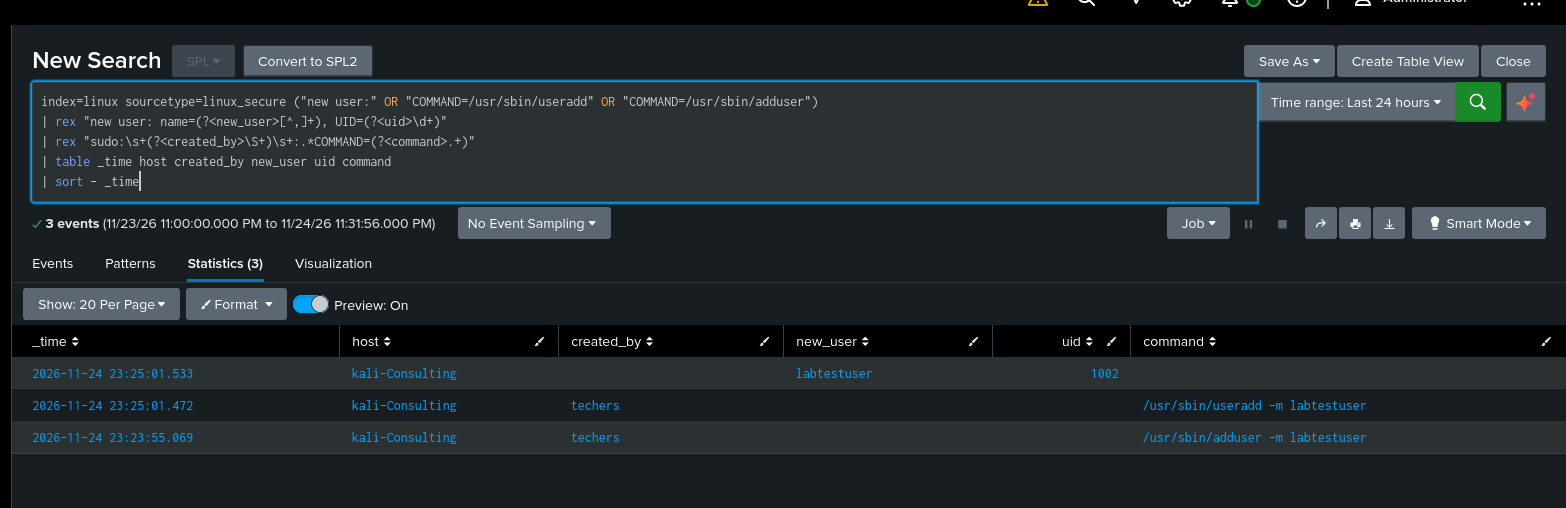 New Search SPL Convert to SPL2 Save As Create Table View Close
index=linux sourcetype=linux_secure ("new user:" OR "COMMAND=/usr/sbin/useradd" OR "COMMAND=/usr/sbin/adduser")
Time range: Last 24 hours
| rex "new user: name=(?<new_user>[^,]+), UID=(?<uid>\d+)"
| rex "sudo:\s+(?<created_by>\S+)\s+:.*COMMAND=(?<command>.+)"
| table _time host created_by new_user uid command
| sort - _time
3 events (11/23/26 11:00:00.000 PM to 11/24/26 11:31:56.000 PM) No Event Sampling Job Smart Mode
Events Patterns Statistics (3) Visualization
Show: 20 Per Page Format Preview: On
_time host created_by new_user uid command
2026-11-24 23:25:01.533 kali-Consulting labtestuser 1002
2026-11-24 23:25:01.472 kali-Consulting techers /usr/sbin/useradd -m labtestuser
2026-11-24 23:23:55.069 kali-Consulting techers /usr/sbin/adduser -m labtestuser